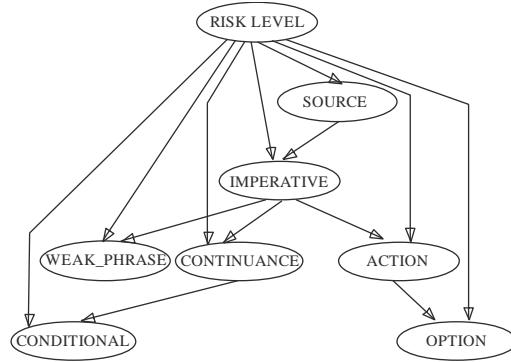 RISK LEVEL
SOURCE
IMPERATIVE
WEAK_PHRASE
CONTINUANCE
ACTION
CONDITIONAL
OPTION